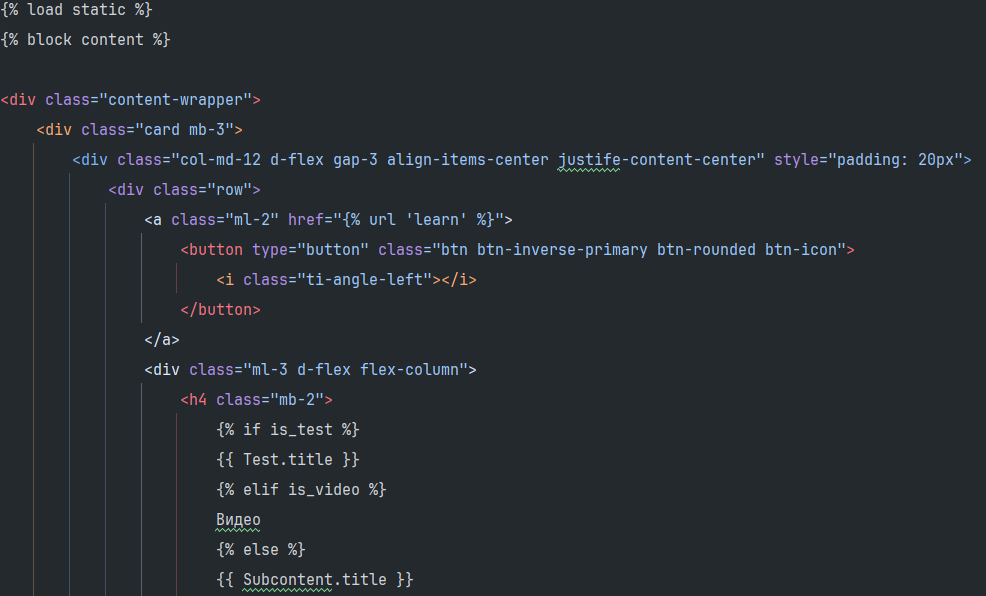 {% load static %}
{% block content %}
<div class="content-wrapper">
<div class="card mb-3">
<div class="col-md-12 d-flex gap-3 align-items-center justife-content-center" style="padding: 20px">
<div class="row">
<a class="ml-2" href="{% url 'learn' %}">
<button type="button" class="btn btn-inverse-primary btn-rounded btn-icon">
<i class="ti-angle-left"></i>
</button>
</a>
<div class="ml-3 d-flex flex-column">
<h4 class="mb-2">
{% if is_test %}
{{ Test.title }}
{% elif is_video %}
Видео
{% else %}
{{ Subcontent.title }}